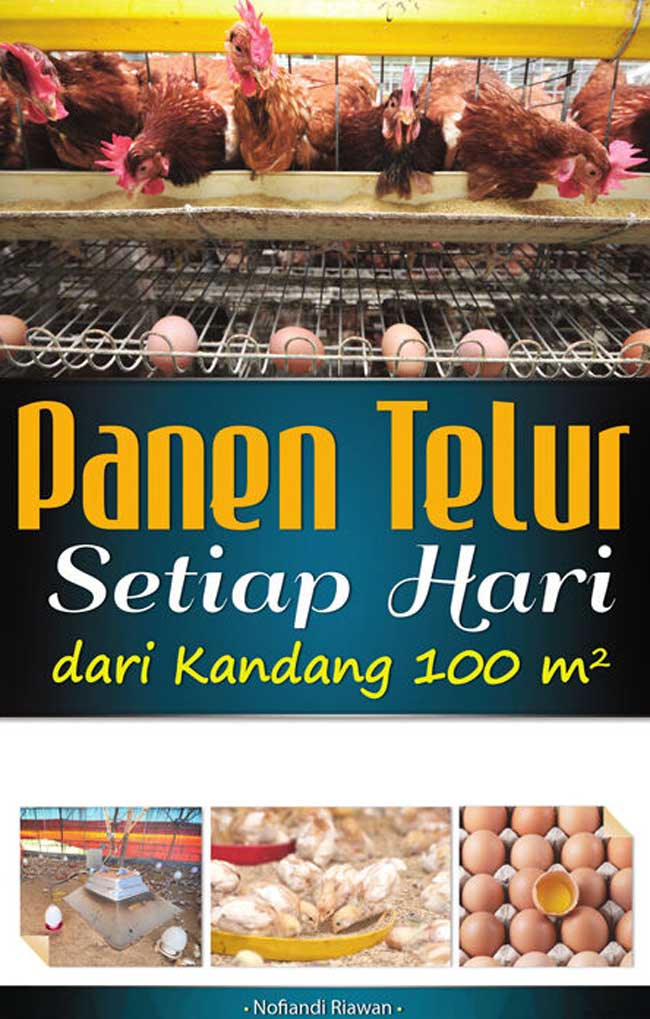 Panen Telur
Setiap Hari
dari Kandang 100 m²
• Nofiandi Riawan •